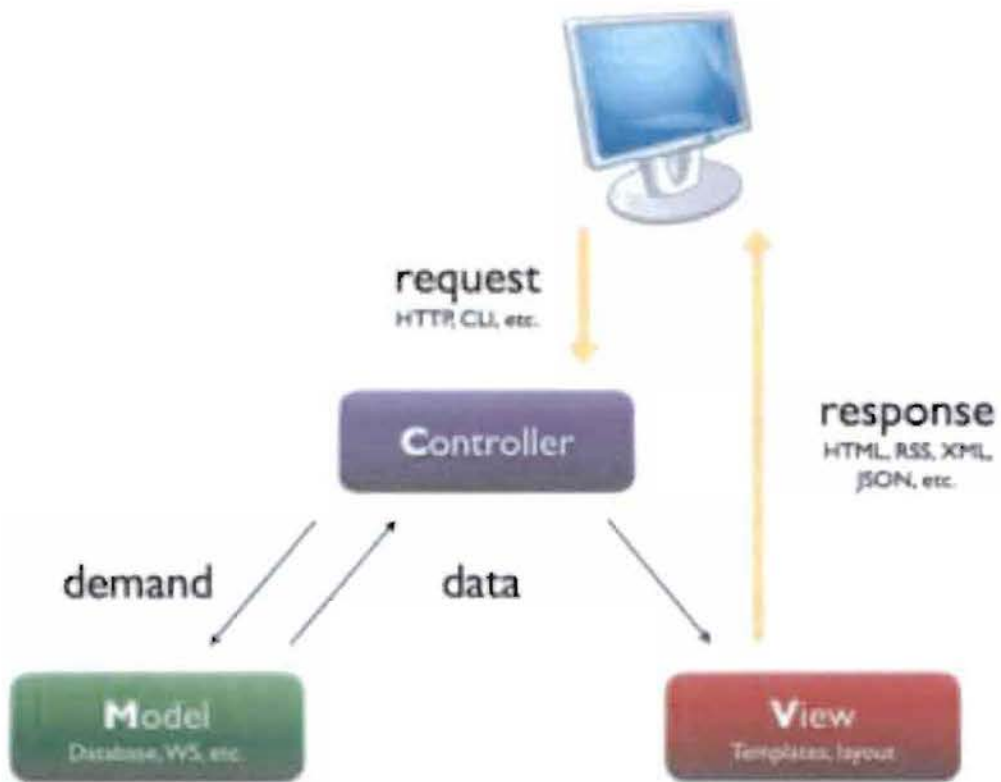 request
HTTP, CLI, etc.
Controller
response
HTML, RSS, XML,
JSON, etc.
demand
data
Model
Database, WS, etc.
View
Templates, layout